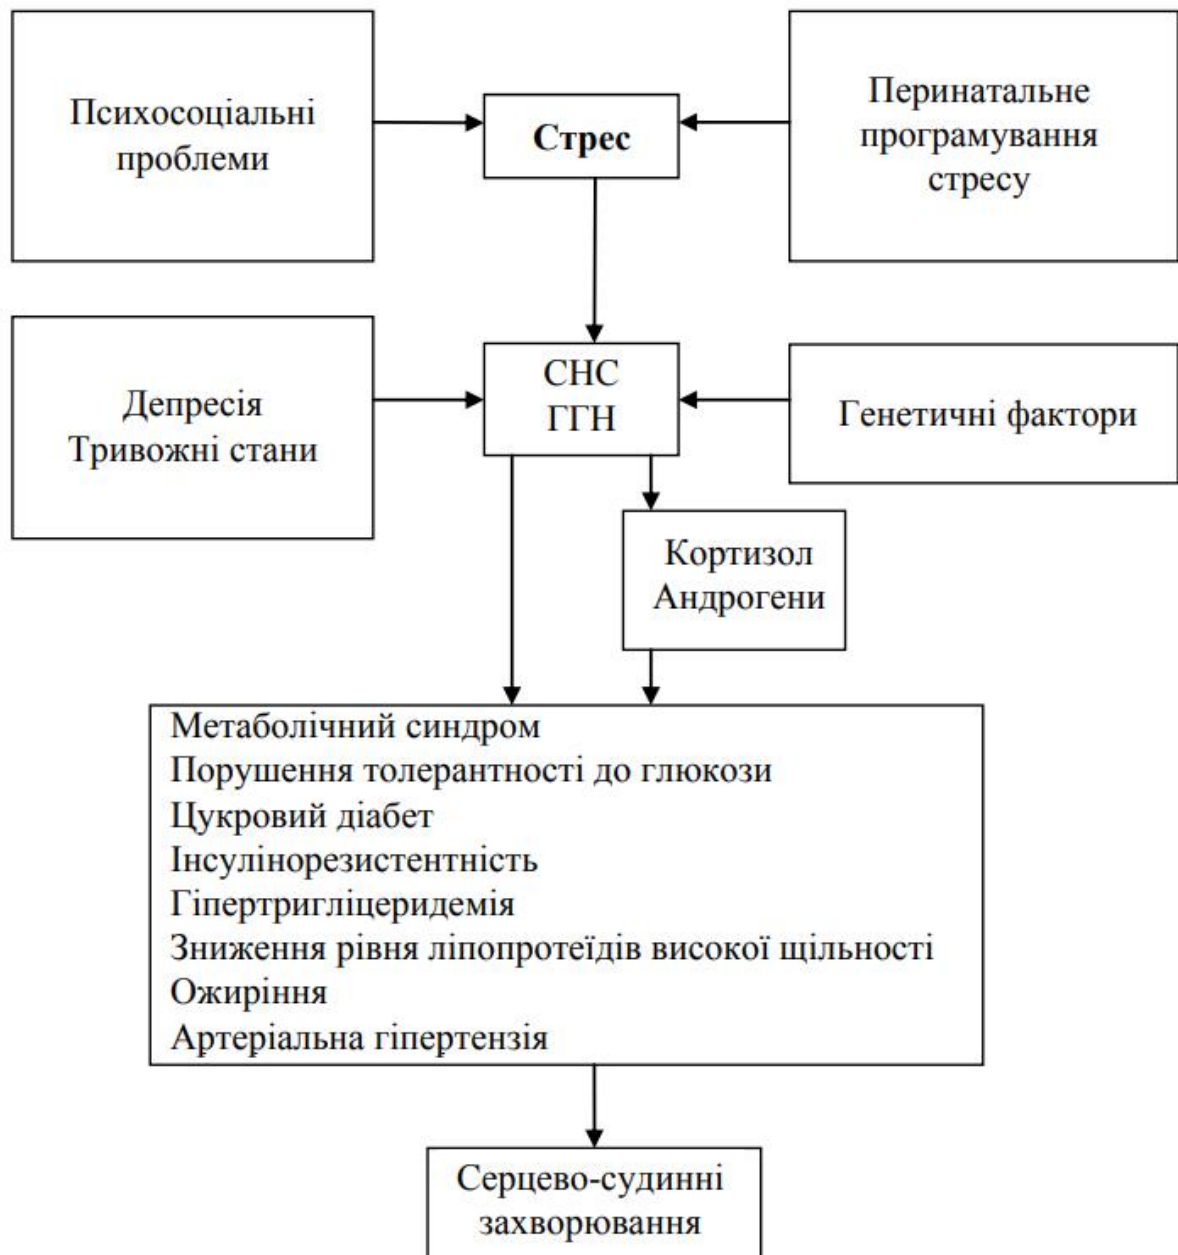 Психосоціальні
проблеми
Стрес
Перинатальне
програмування
стресу
Депресія
Тривожні стани
СНС
ГГН
Генетичні фактори
Кортизол
Андрогени
Метаболічний синдром
Порушення толерантності до глюкози
Цукровий діабет
Інсулінорезистентність
Гіпертригліцеридемія
Зниження рівня ліпопротеїдів високої щільності
Ожиріння
Артеріальна гіпертензія
Серцево-судинні
захворювання